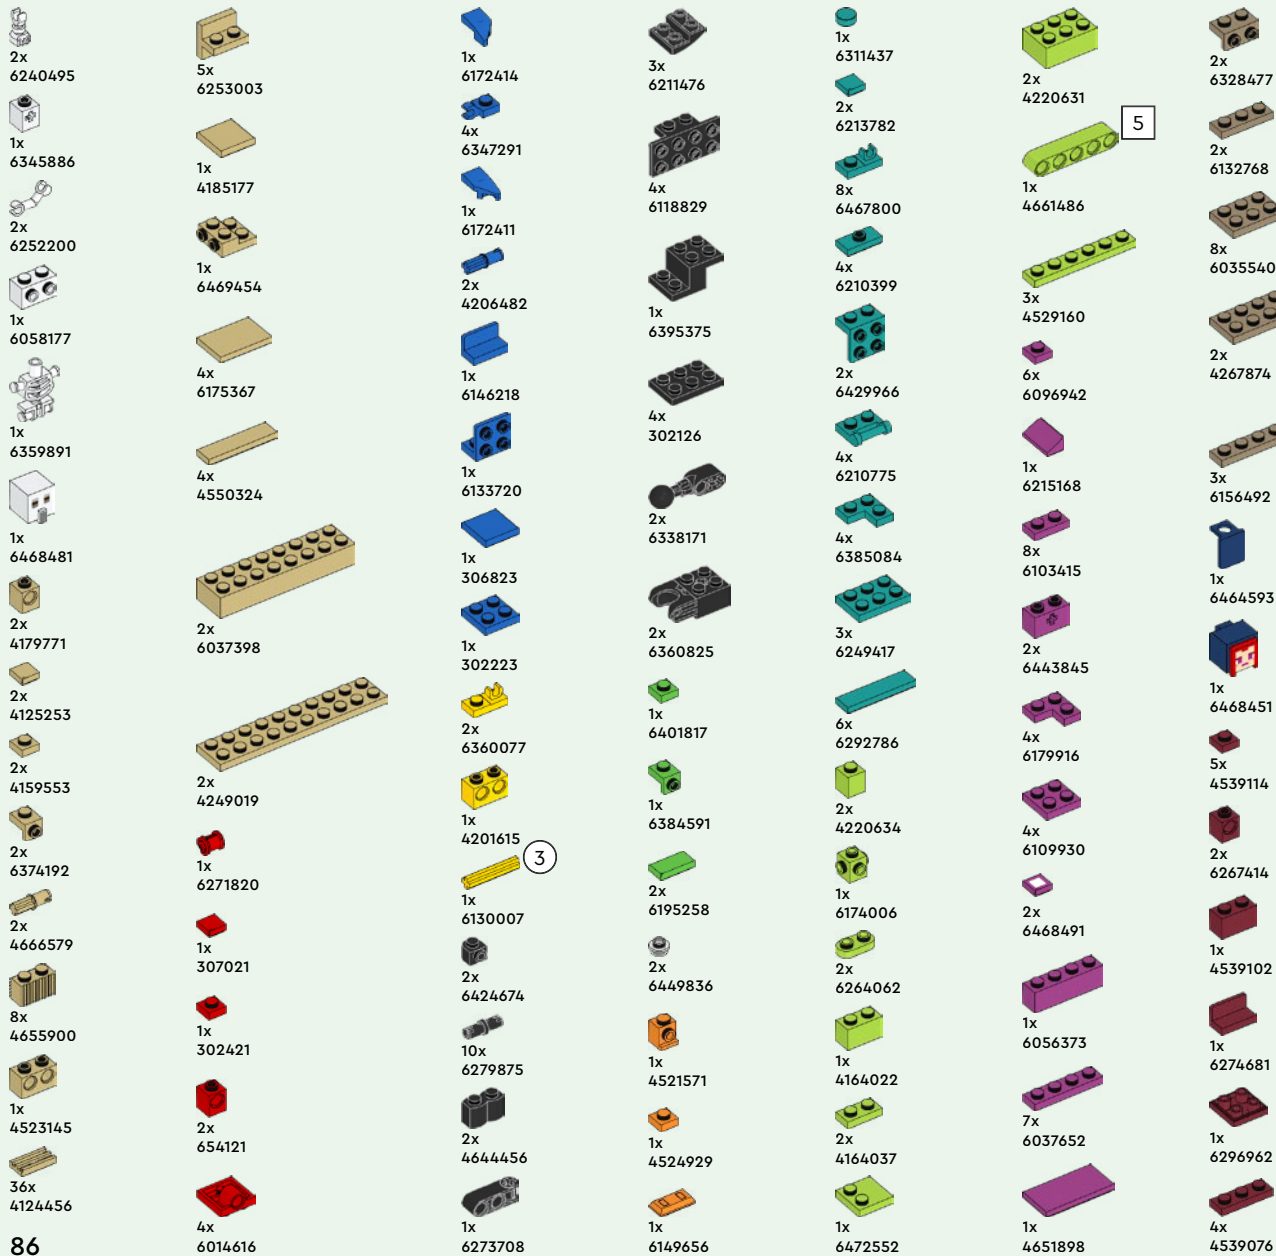 2x
6240495
1x
6345886
2x
6252200
1x
6058177
1x
6359891
1x
6468481
2x
4179771
2x
4125253
2x
4159553
2x
6374192
2x
4666579
8x
4655900
1x
4523145
36x
4124456
86
5x
6253003
1x
4185177
1x
6469454
4x
6175367
4x
4550324
2x
6037398
2x
4249019
1x
6271820
1x
307021
1x
302421
2x
654121
4x
6014616
1x
6172414
4x
6347291
1x
6172411
2x
4206482
1x
6146218
1x
6133720
1x
306823
1x
302223
2x
6360077
1x
4201615
3
1x
6130007
2x
6424674
10x
6279875
2x
4644456
1x
6273708
3x
6211476
4x
6118829
1x
6395375
4x
302126
2x
6338171
2x
6360825
1x
6401817
1x
6384591
2x
6195258
2x
6449836
1x
4521571
1x
4524929
1x
6149656
1x
6311437
2x
6213782
8x
6467800
4x
6210399
2x
6429966
4x
6210775
4x
6385084
3x
6249417
6x
6292786
2x
4220634
1x
6174006
2x
6264062
1x
4164022
2x
4164037
1x
6472552
2x
4220631
5
1x
4661486
3x
4529160
6x
6096942
1x
6215168
8x
6103415
2x
6443845
4x
6179916
4x
6109930
2x
6468491
1x
6056373
7x
6037652
1x
4651898
2x
6328477
2x
6132768
8x
6035540
2x
4267874
3x
6156492
1x
6464593
1x
6468451
5x
4539114
2x
6267414
1x
4539102
1x
6274681
1x
6296962
4x
4539076